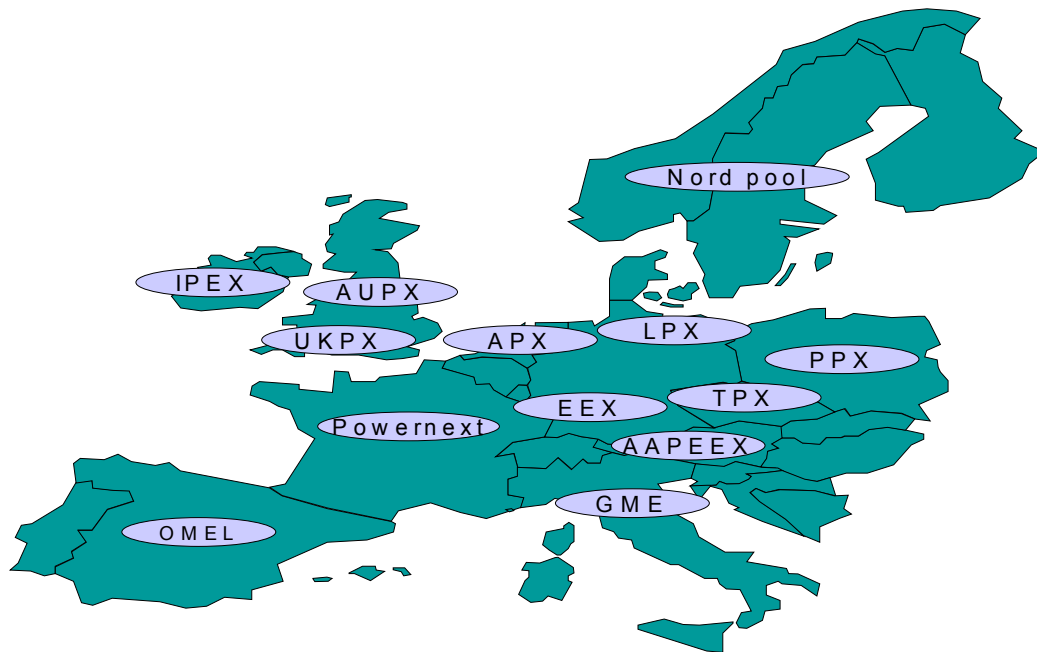 Nord pool
IPEX
AUPX
UKPX
APX
LPX
PPX
TPX
EEX
Powernext
AAPEEX
GME
OMEL